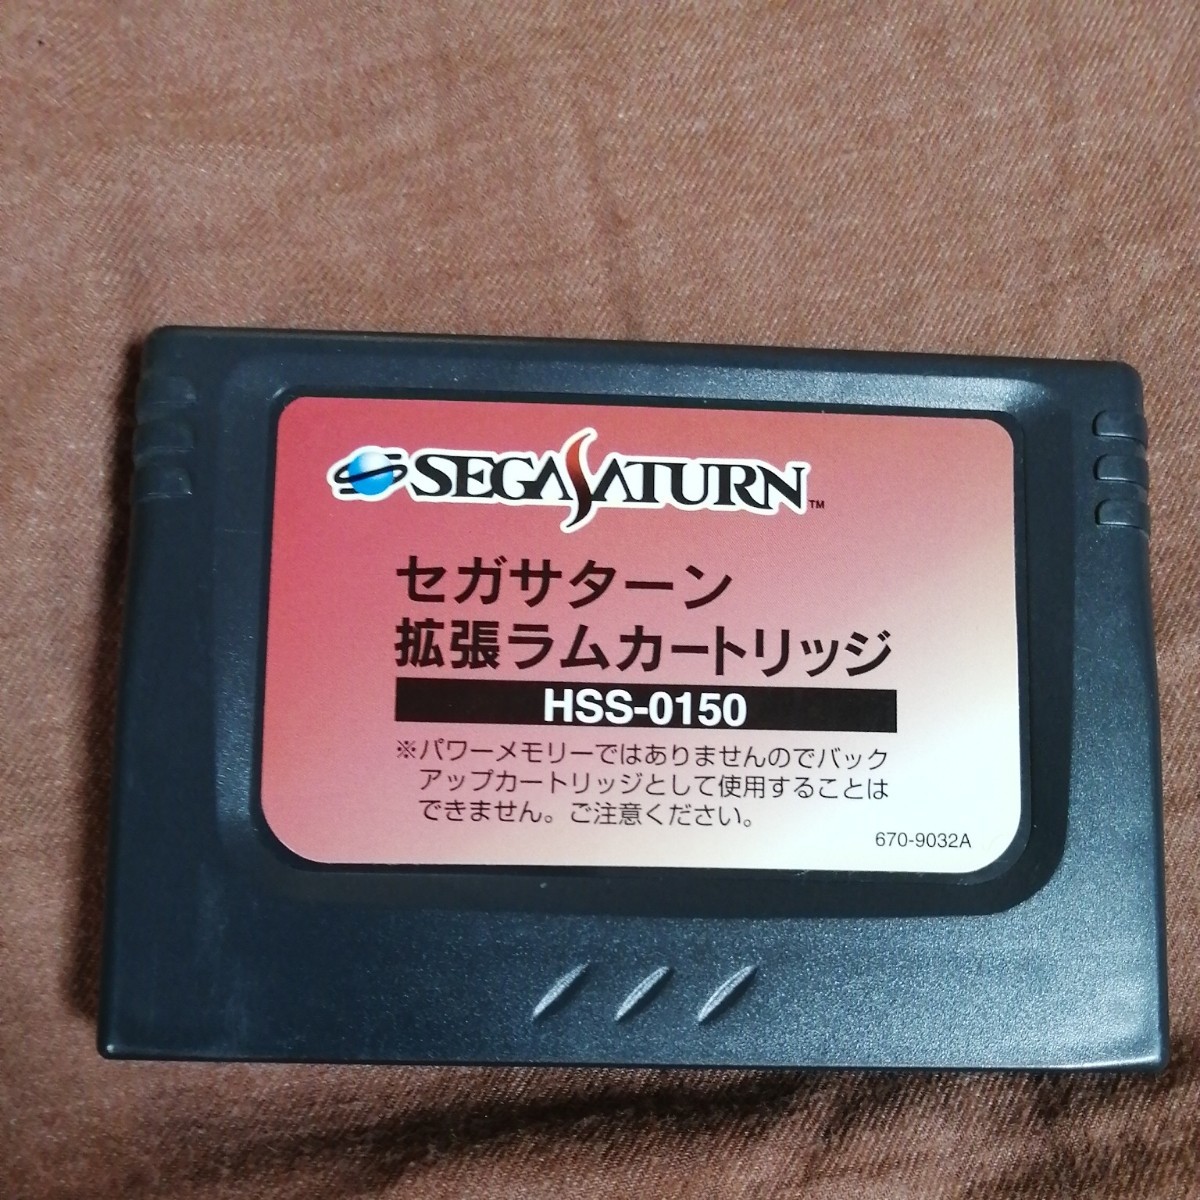 SEGA SATURN™
セガサターン
拡張ラムカートリッジ
HSS-0150
※パワーメモリーではありませんのでバック
アップカートリッジとして使用することは
できません。ご注意ください。
670-9032A